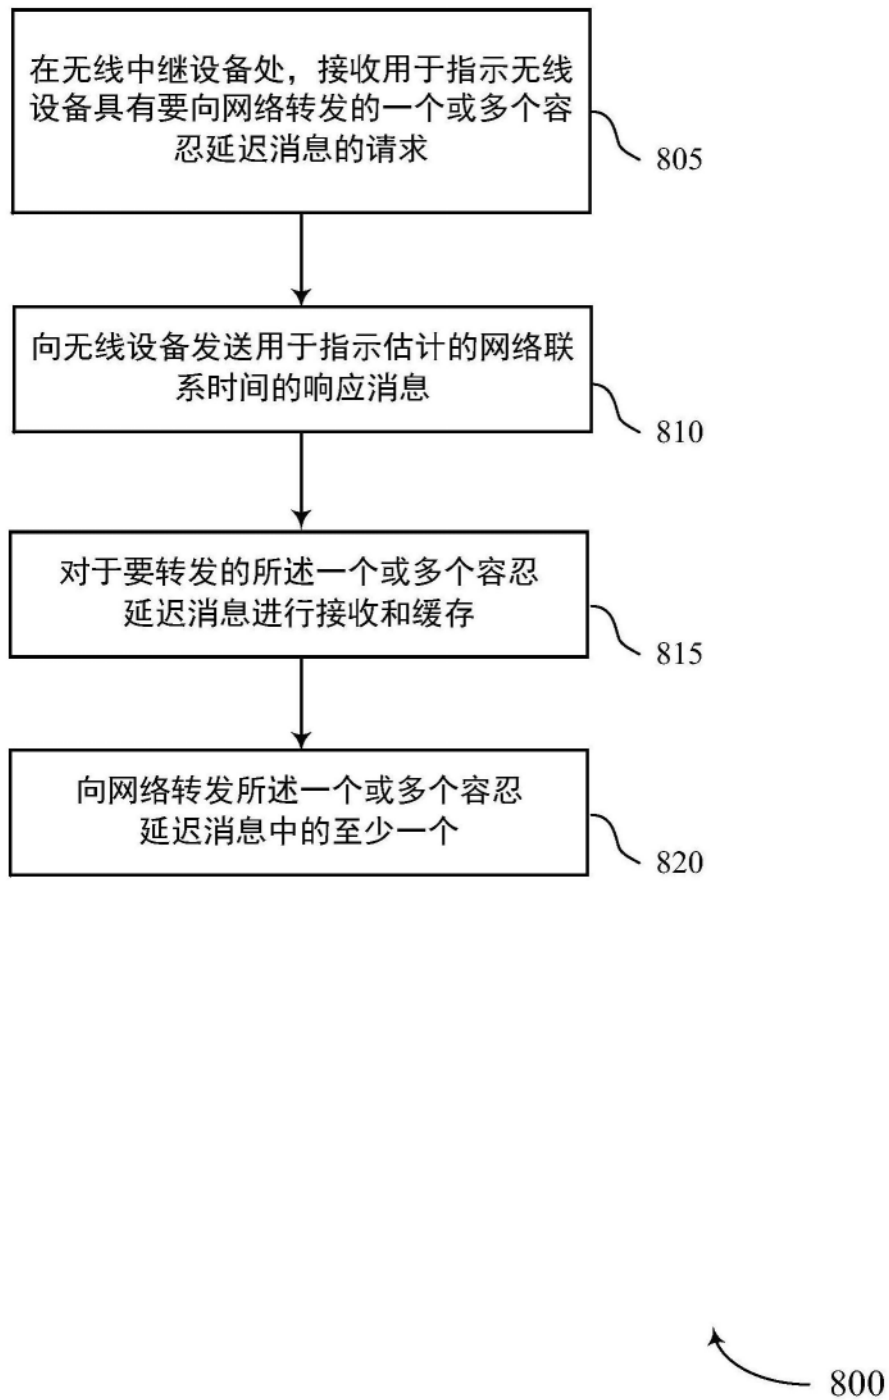 在无线中继设备处，接收用于指示无线
设备具有要向网络转发的一个或多个容
忍延迟消息的请求
805
向无线设备发送用于指示估计的网络联
系时间的响应消息
810
对于要转发的所述一个或多个容忍
延迟消息进行接收和缓存
815
向网络转发所述一个或多个容忍
延迟消息中的至少一个
820
800